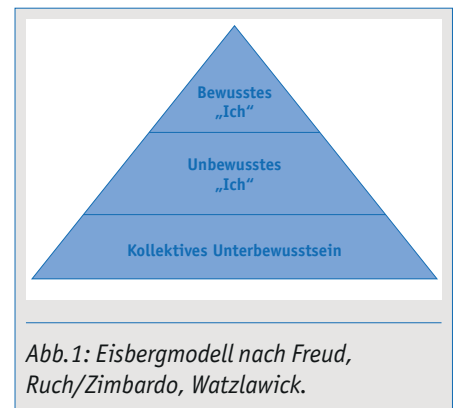 Bewusstes
„Ich“
Unbewusstes
„Ich“
Kollektives Unterbewusstsein
Abb.1: Eisbergmodell nach Freud,
Ruch/Zimbardo, Watzlawick.